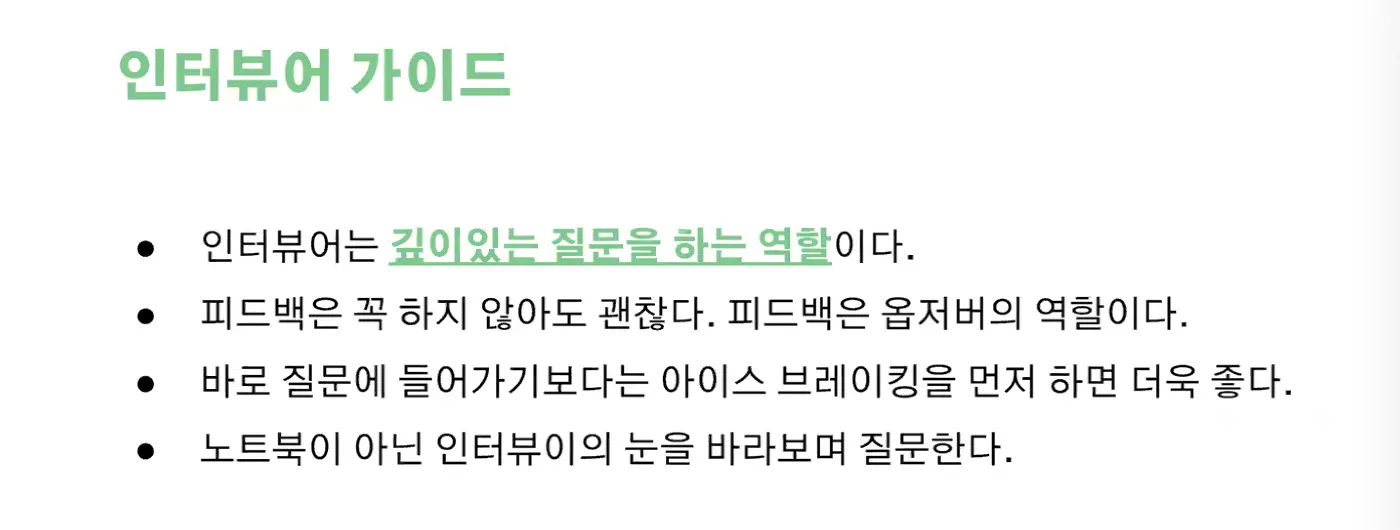 인터뷰어 가이드
● 인터뷰어는 깊이있는 질문을 하는 역할이다.
● 피드백은 꼭 하지 않아도 괜찮다. 피드백은 옵저버의 역할이다.
● 바로 질문에 들어가기보다는 아이스 브레이킹을 먼저 하면 더욱 좋다.
● 노트북이 아닌 인터뷰이의 눈을 바라보며 질문한다.